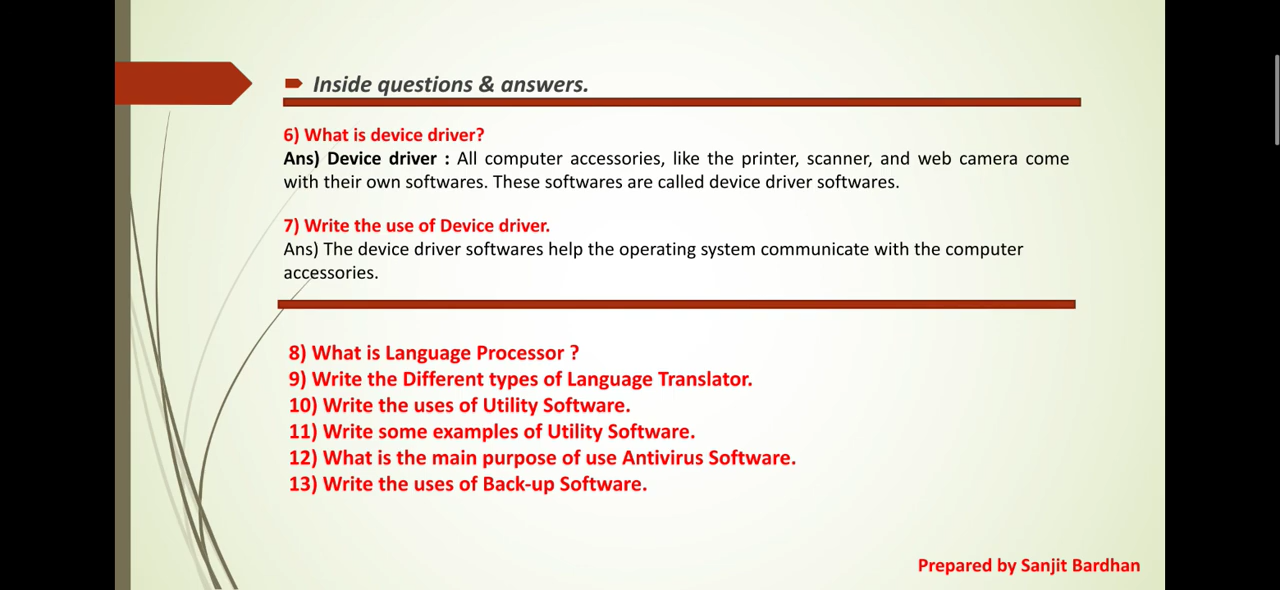 Inside questions & answers.
6) What is device driver?
Ans) Device driver : All computer accessories, like the printer, scanner, and web camera come
with their own softwares. These softwares are called device driver softwares.
7) Write the use of Device driver.
Ans) The device driver softwares help the operating system communicate with the computer
accessories.
8) What is Language Processor ?
9) Write the Different types of Language Translator.
10) Write the uses of Utility Software.
11) Write some examples of Utility Software.
12) What is the main purpose of use Antivirus Software.
13) Write the uses of Back-up Software.
Prepared by Sanjit Bardhan